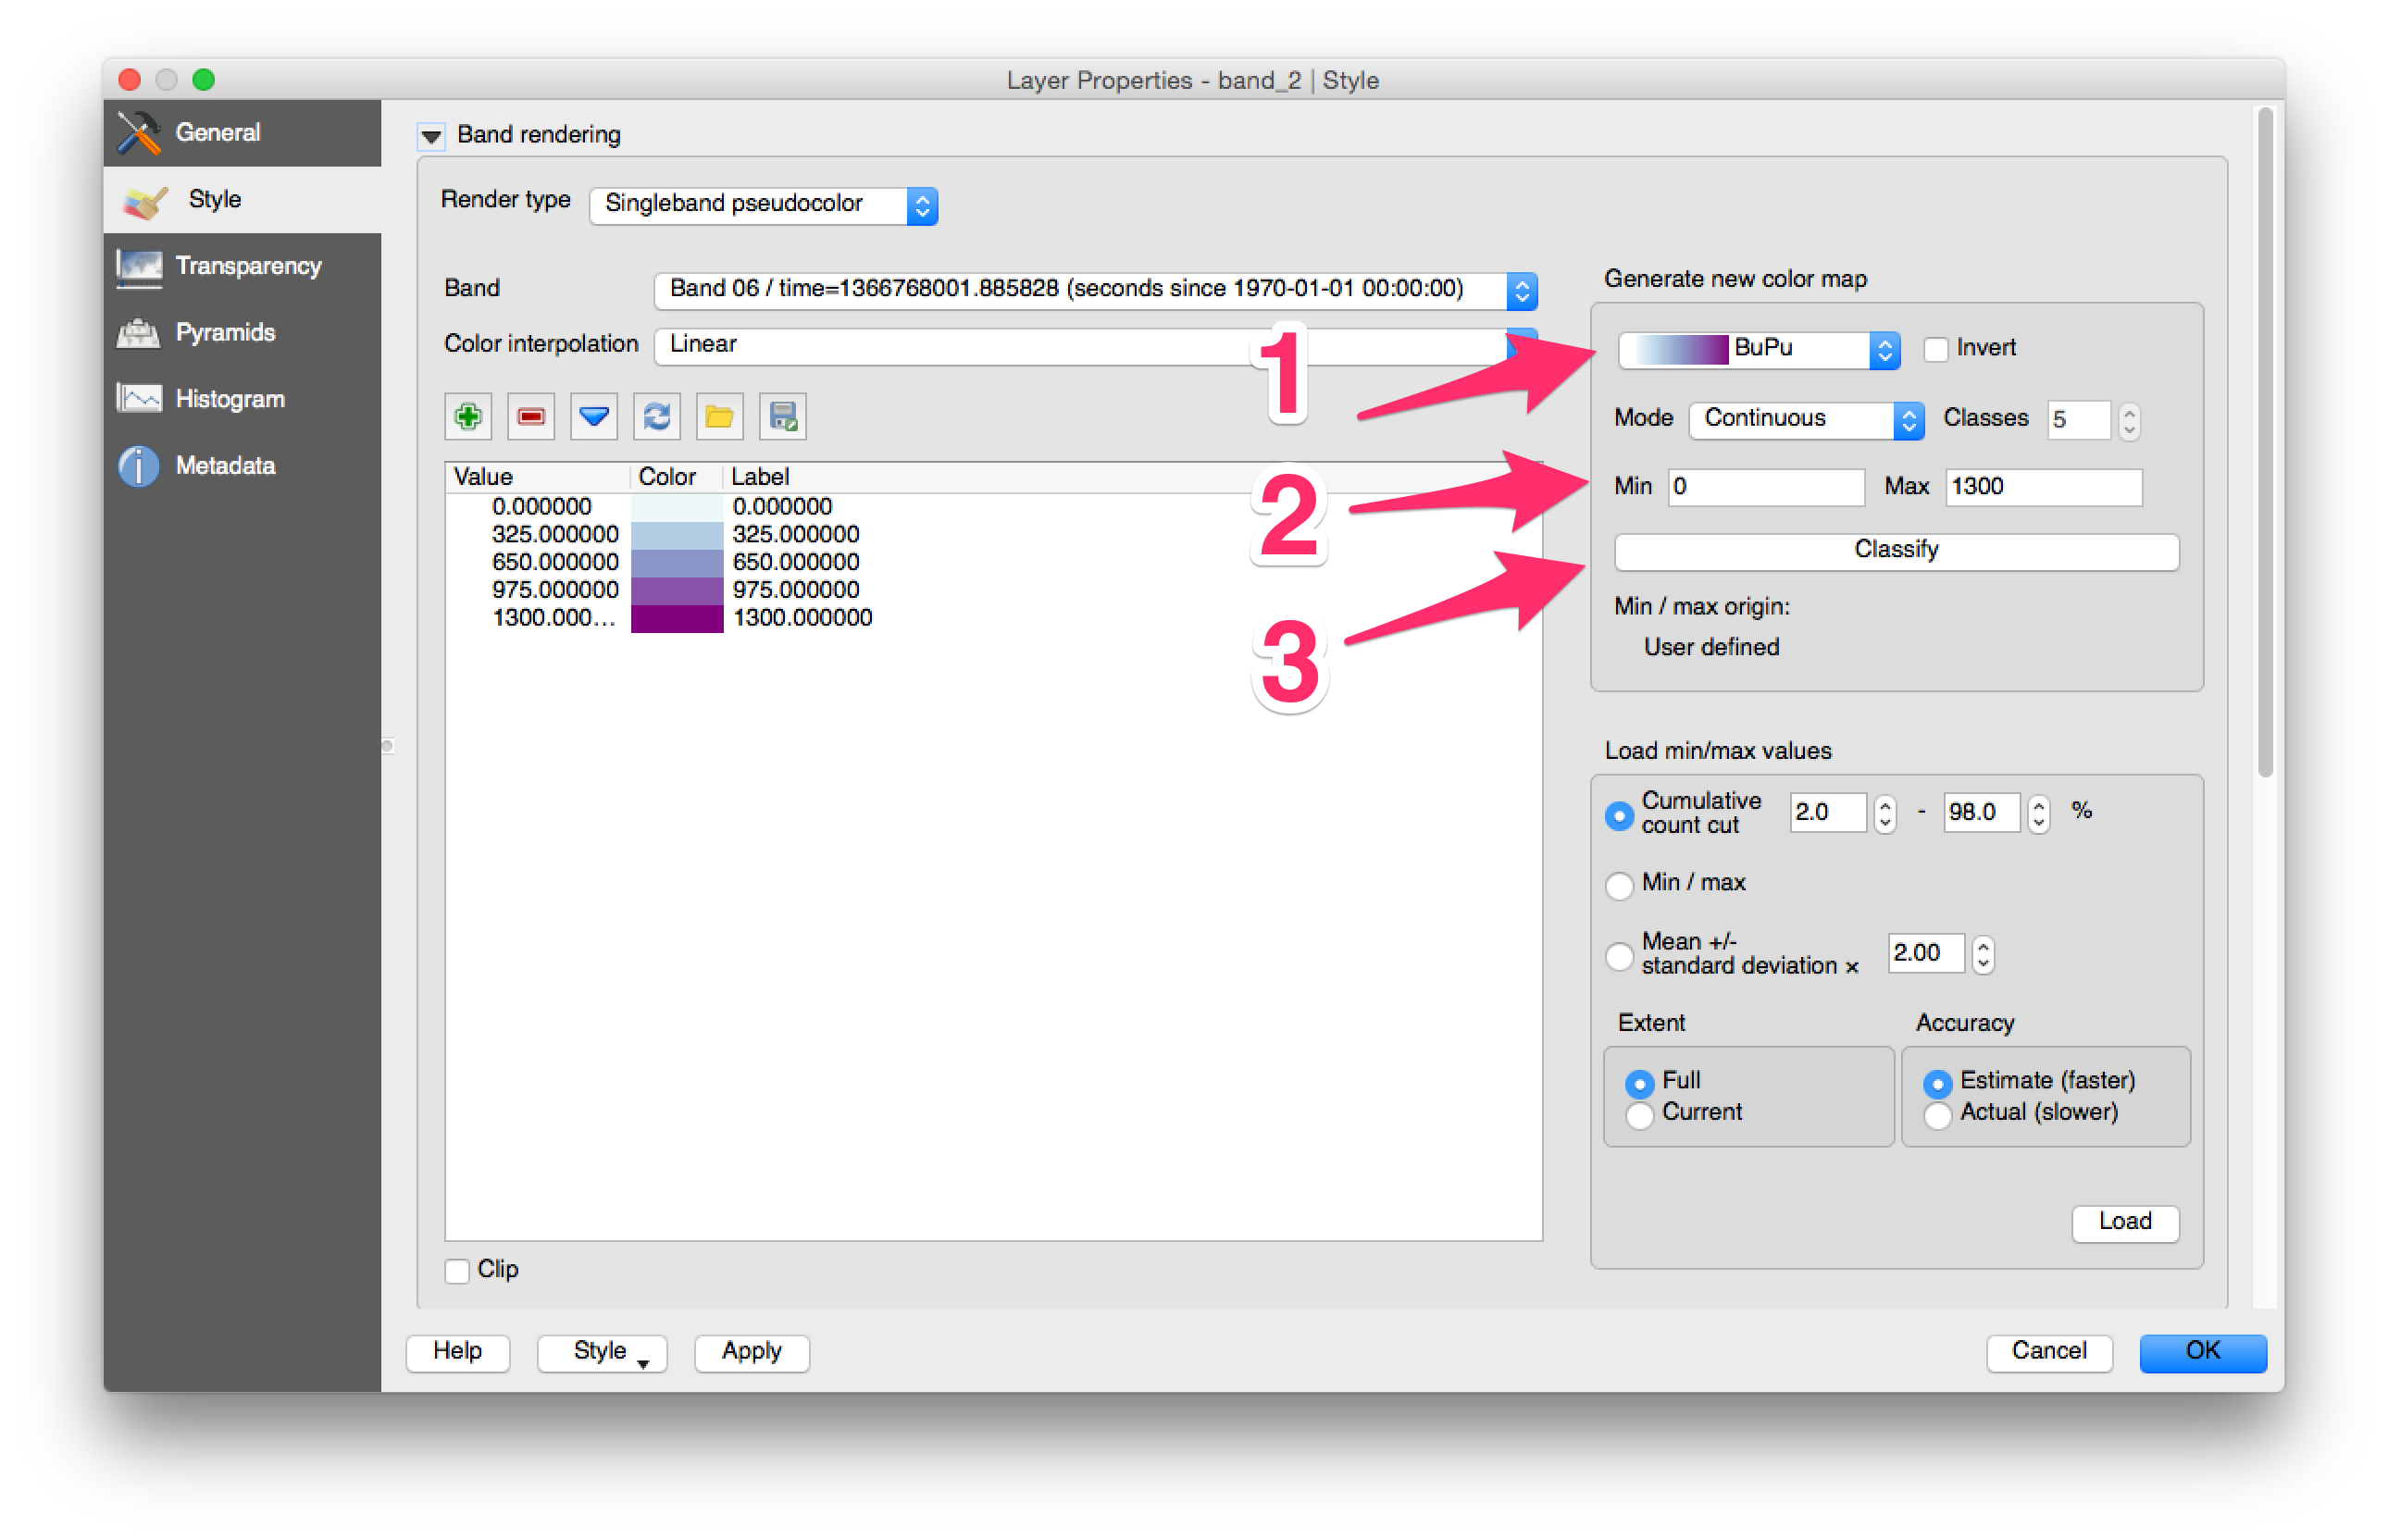 Layer Properties - band_2 | Style
General
Style
Transparency
Pyramids
Histogram
Metadata
Band rendering
Render type Singleband pseudocolor
Band Band 06 / time=1366768001.885828 (seconds since 1970-01-01 00:00:00)
Color interpolation Linear
Value Color Label
0.000000 0.000000
325.000000 325.000000
650.000000 650.000000
975.000000 975.000000
1300.000... 1300.000000
Clip
1
2
3
Generate new color map
BuPu Invert
Mode Continuous Classes 5
Min 0 Max 1300
Classify
Min / max origin:
User defined
Load min/max values
Cumulative
count cut 2.0 - 98.0 %
Min / max
Mean +/-
standard deviation × 2.00
Extent Accuracy
Full Estimate (faster)
Current Actual (slower)
Load
Help Style Apply Cancel OK